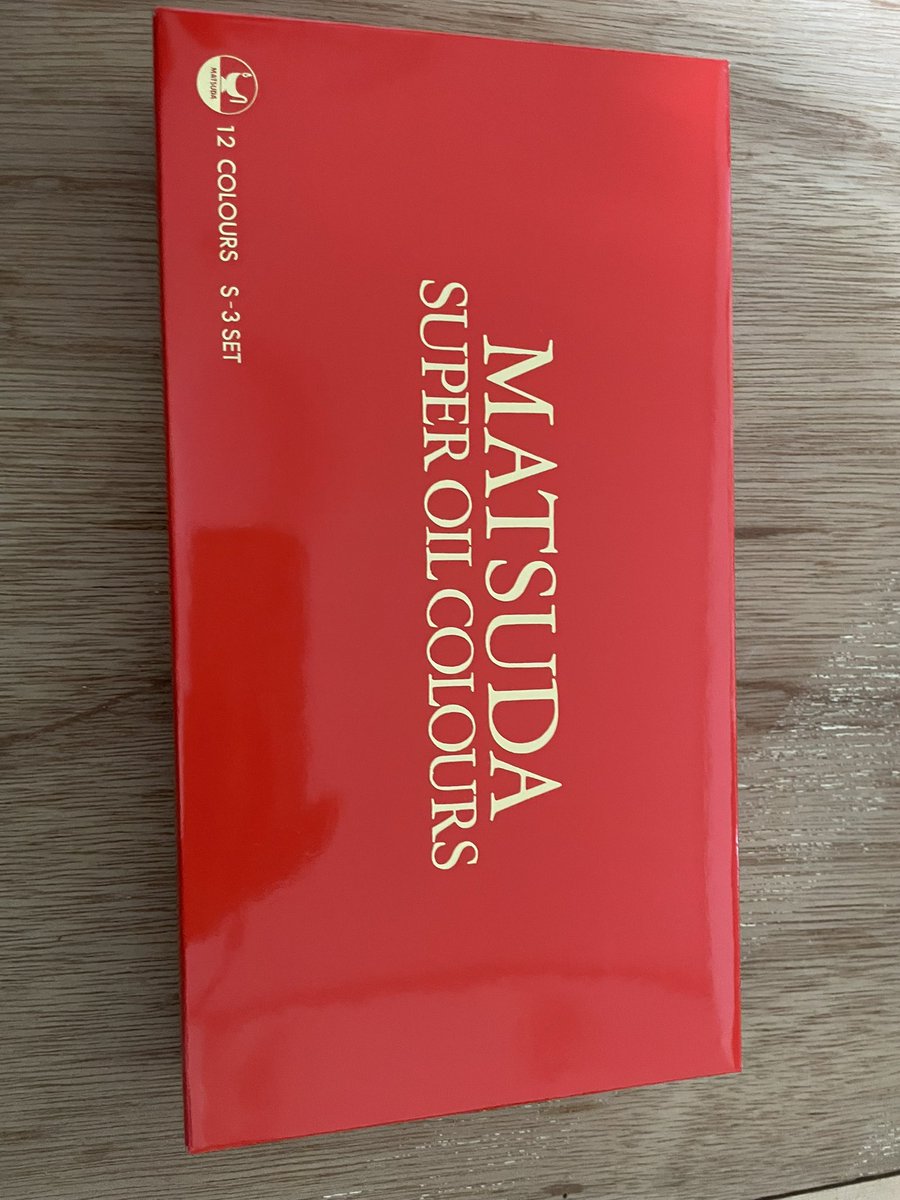 MATSUDA
SUPER OIL COLOURS
MATSUDA
12 COLOURS S-3 SET